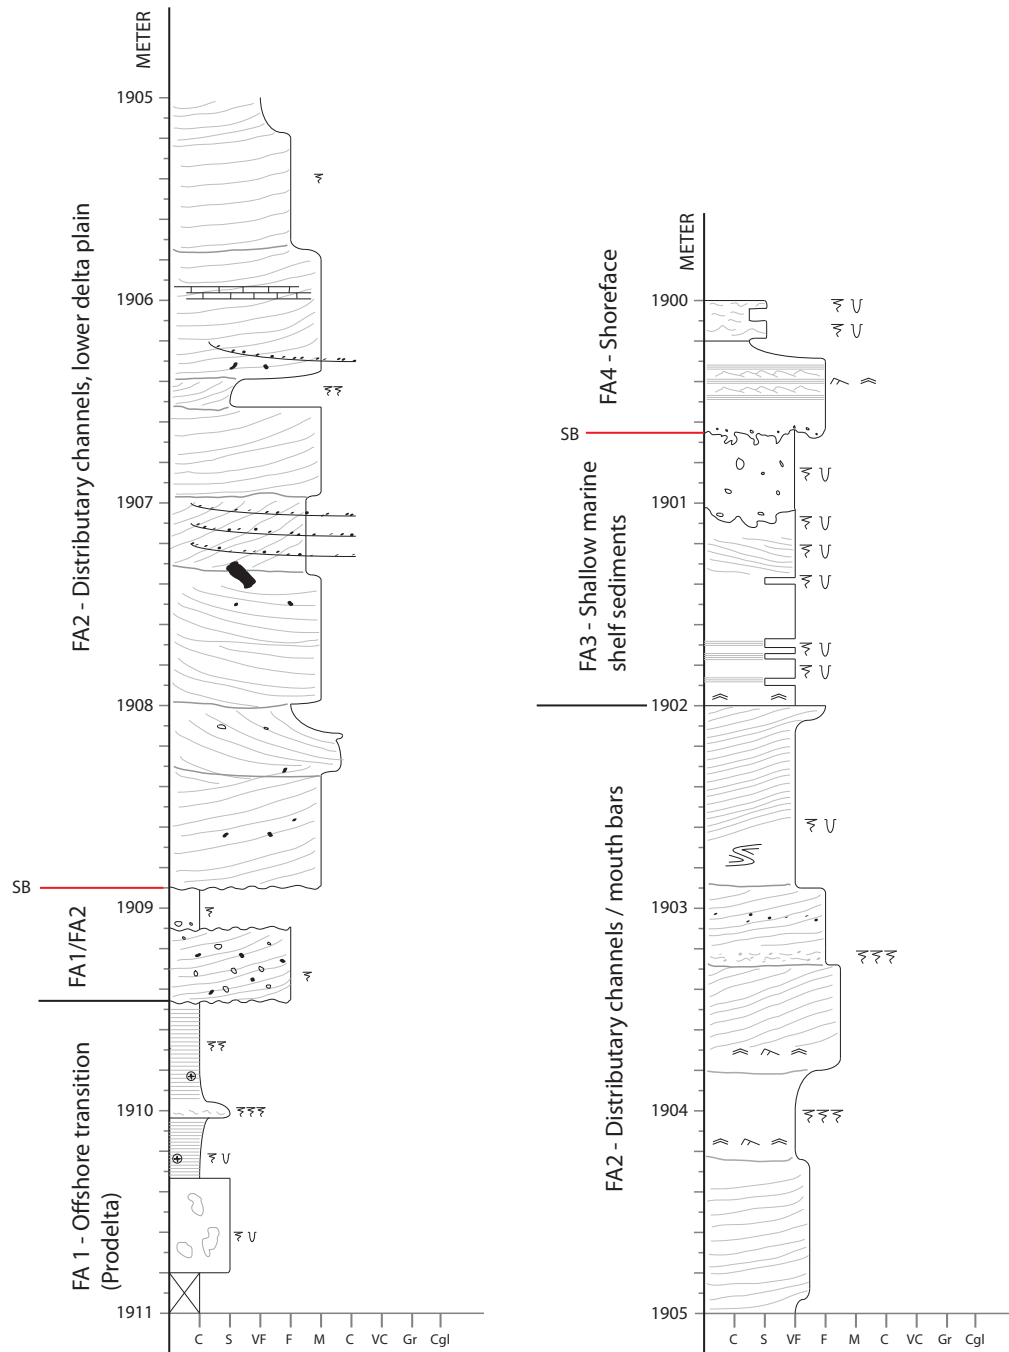 METER
1905
1906
1907
1908
1909
1910
1911
FA2 - Distributary channels, lower delta plain
SB
FA1/FA2
FA 1 - Offshore transition
(Prodelta)
C S VF F M C VC Gr Cgl
METER
1900
1901
1902
1903
1904
1905
FA4 - Shoreface
SB
FA3 - Shallow marine
shelf sediments
FA2 - Distributary channels / mouth bars
C S VF F M C VC Gr Cgl